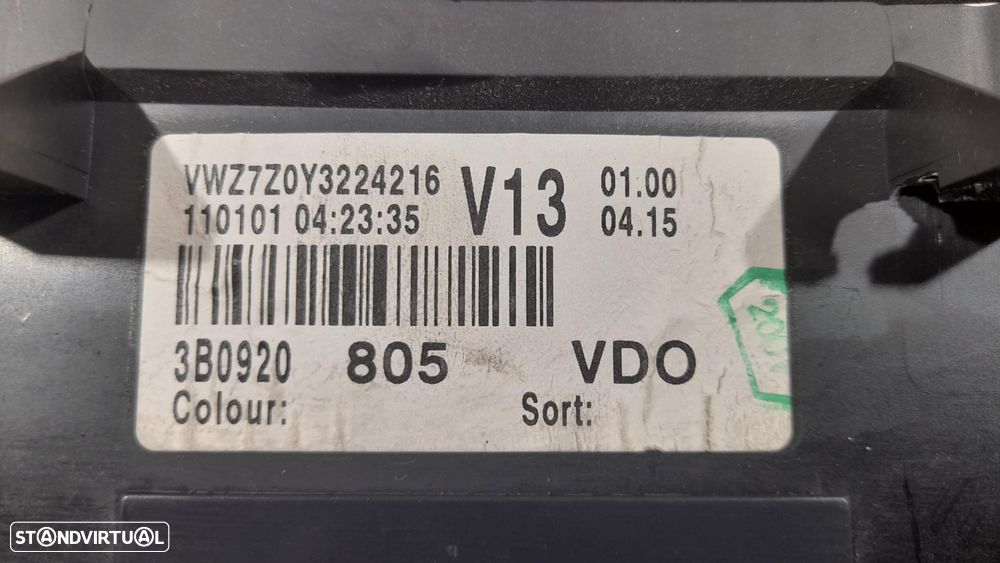 VWZ7Z0Y3224216 V13 01.00
110101 04:23:35 04.15
3B0920 805 VDO
Colour: Sort:
STANDVIRTUAL